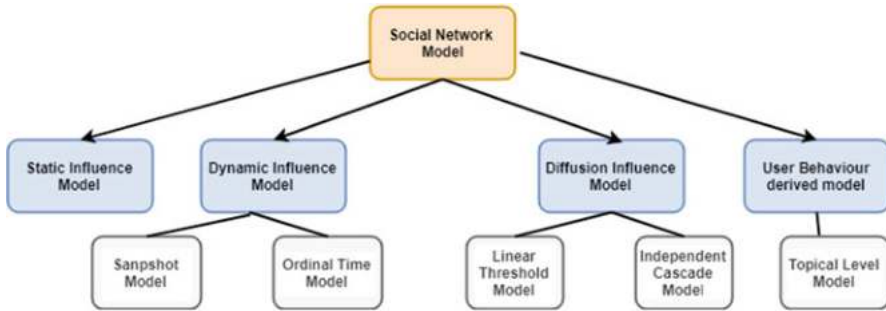 Social Network
Model
Static Influence
Model
Dynamic Influence
Model
Diffusion Influence
Model
User Behaviour
derived model
Sanpshot
Model
Ordinal Time
Model
Linear
Threshold
Model
Independent
Cascade
Model
Topical Level
Model